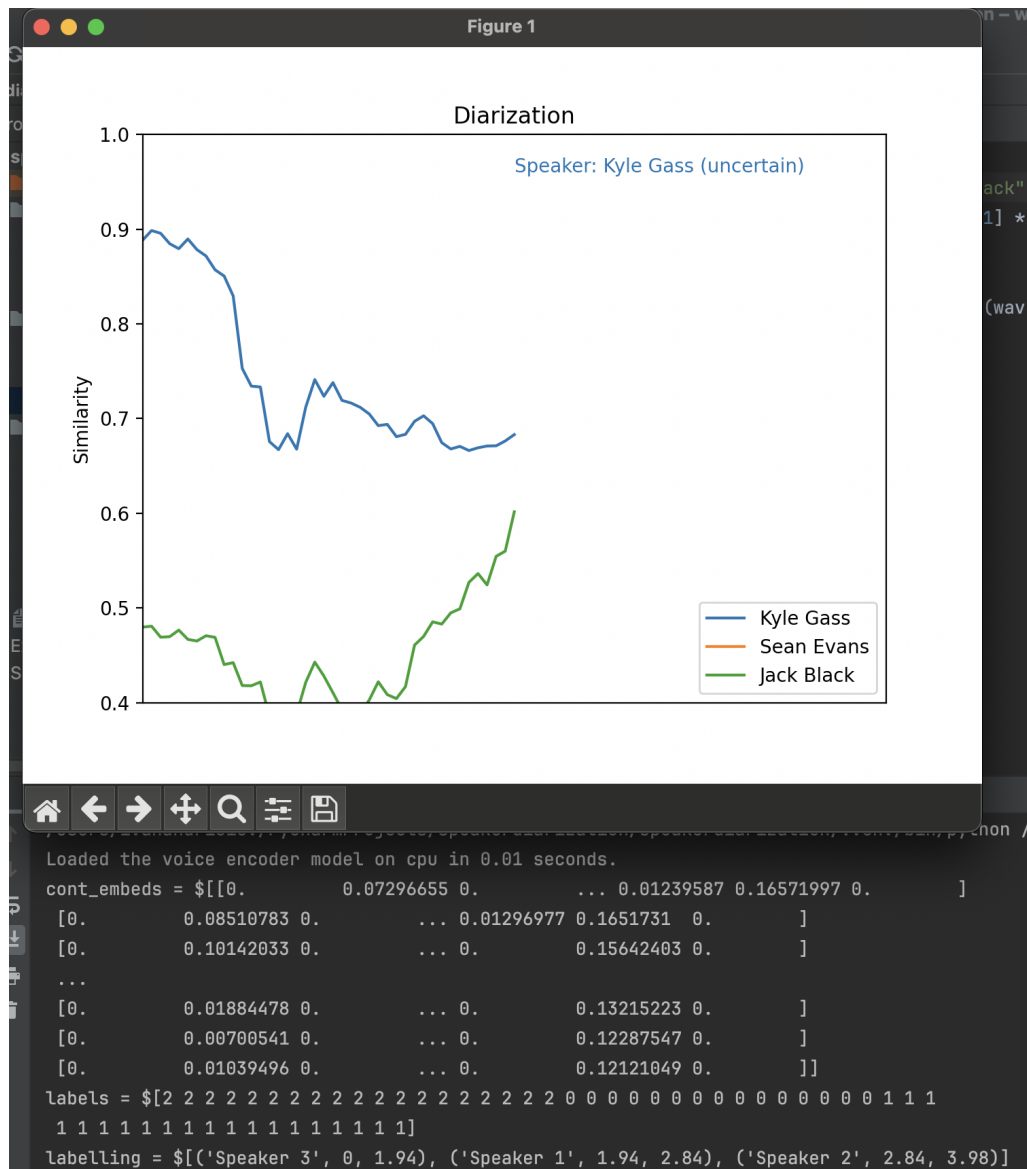 Figure 1
Diarization
Speaker: Kyle Gass (uncertain)
1.0
0.9
0.8
0.7
0.6
0.5
0.4
Similarity
Kyle Gass
Sean Evans
Jack Black
ack"
1] *
(wav
Loaded the voice encoder model on cpu in 0.01 seconds.
cont_embeds = $[[0. 0.07296655 0. ... 0.01239587 0.16571997 0. ]
[0. 0.08510783 0. ... 0.01296977 0.1651731 0. ]
[0. 0.10142033 0. ... 0. 0.15642403 0. ]
...
[0. 0.01884478 0. ... 0. 0.13215223 0. ]
[0. 0.00700541 0. ... 0. 0.12287547 0. ]
[0. 0.01039496 0. ... 0. 0.12121049 0. ]]
labels = $[2 2 2 2 2 2 2 2 2 2 2 2 2 2 2 2 2 2 2 0 0 0 0 0 0 0 0 0 0 0 0 0 0 0 1 1 1
1 1 1 1 1 1 1 1 1 1 1 1 1 1 1 1 1]
labelling = $[('Speaker 3', 0, 1.94), ('Speaker 1', 1.94, 2.84), ('Speaker 2', 2.84, 3.98)]